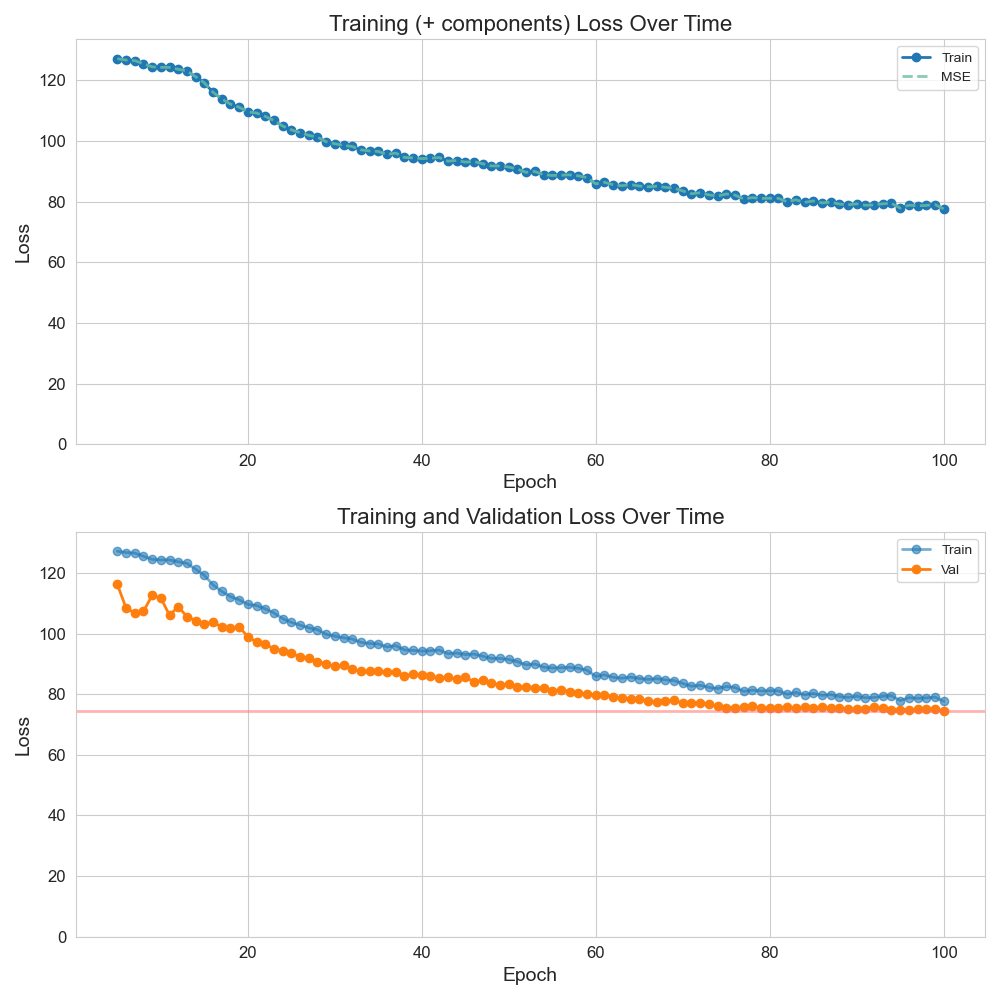 Training (+ components) Loss Over Time
Train
MSE
120
100
80
60
40
20
0
Loss
20 40 60 80 100
Epoch
Training and Validation Loss Over Time
Train
Val
120
100
80
60
40
20
0
Loss
20 40 60 80 100
Epoch